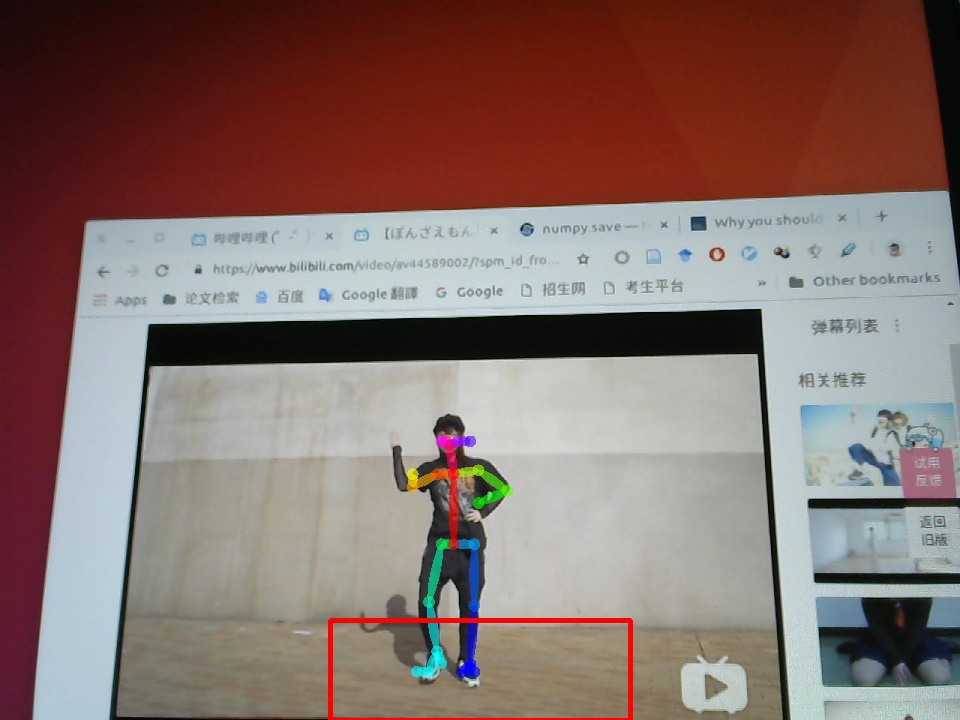 哔哩哔哩 (゜-゜
【ぼんざえもん】
numpy.save —
Why you should
https://www.bilibili.com/video/av44589002/?spm_id_fro...
Apps
论文检索
百度
Google 翻譯
Google
招生网
考生平台
»
Other bookmarks
弹幕列表
相关推荐
试用
反馈
返回
旧版